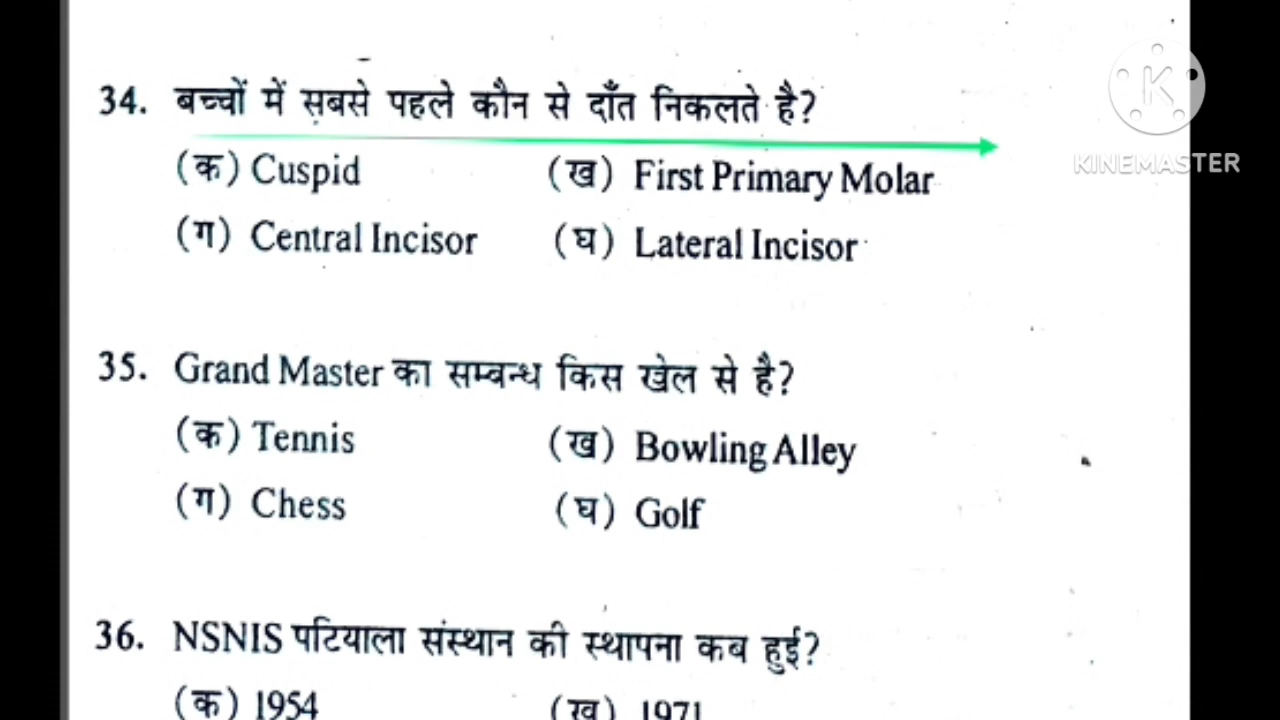 34. बच्चों में सबसे पहले कौन से दाँत निकलते है?
(क) Cuspid (ख) First Primary Molar
(ग) Central Incisor (घ) Lateral Incisor
35. Grand Master का सम्बन्ध किस खेल से है?
(क) Tennis (ख) Bowling Alley
(ग) Chess (घ) Golf
36. NSNIS पटियाला संस्थान की स्थापना कब हुई?
(क) 1954 (ख) 1971
K
KINEMASTER